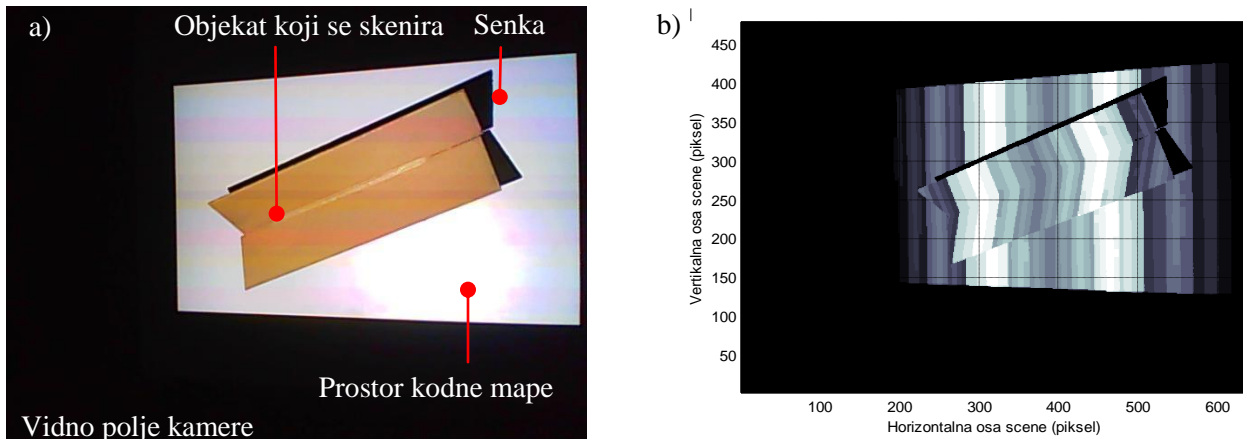 a)
Objekat koji se skenira
Senka
Prostor kodne mape
Vidno polje kamere
b)
Vertikalna osa scene (piksel)
450
400
350
300
250
200
150
100
50
100 200 300 400 500 600
Horizontalna osa scene (piksel)